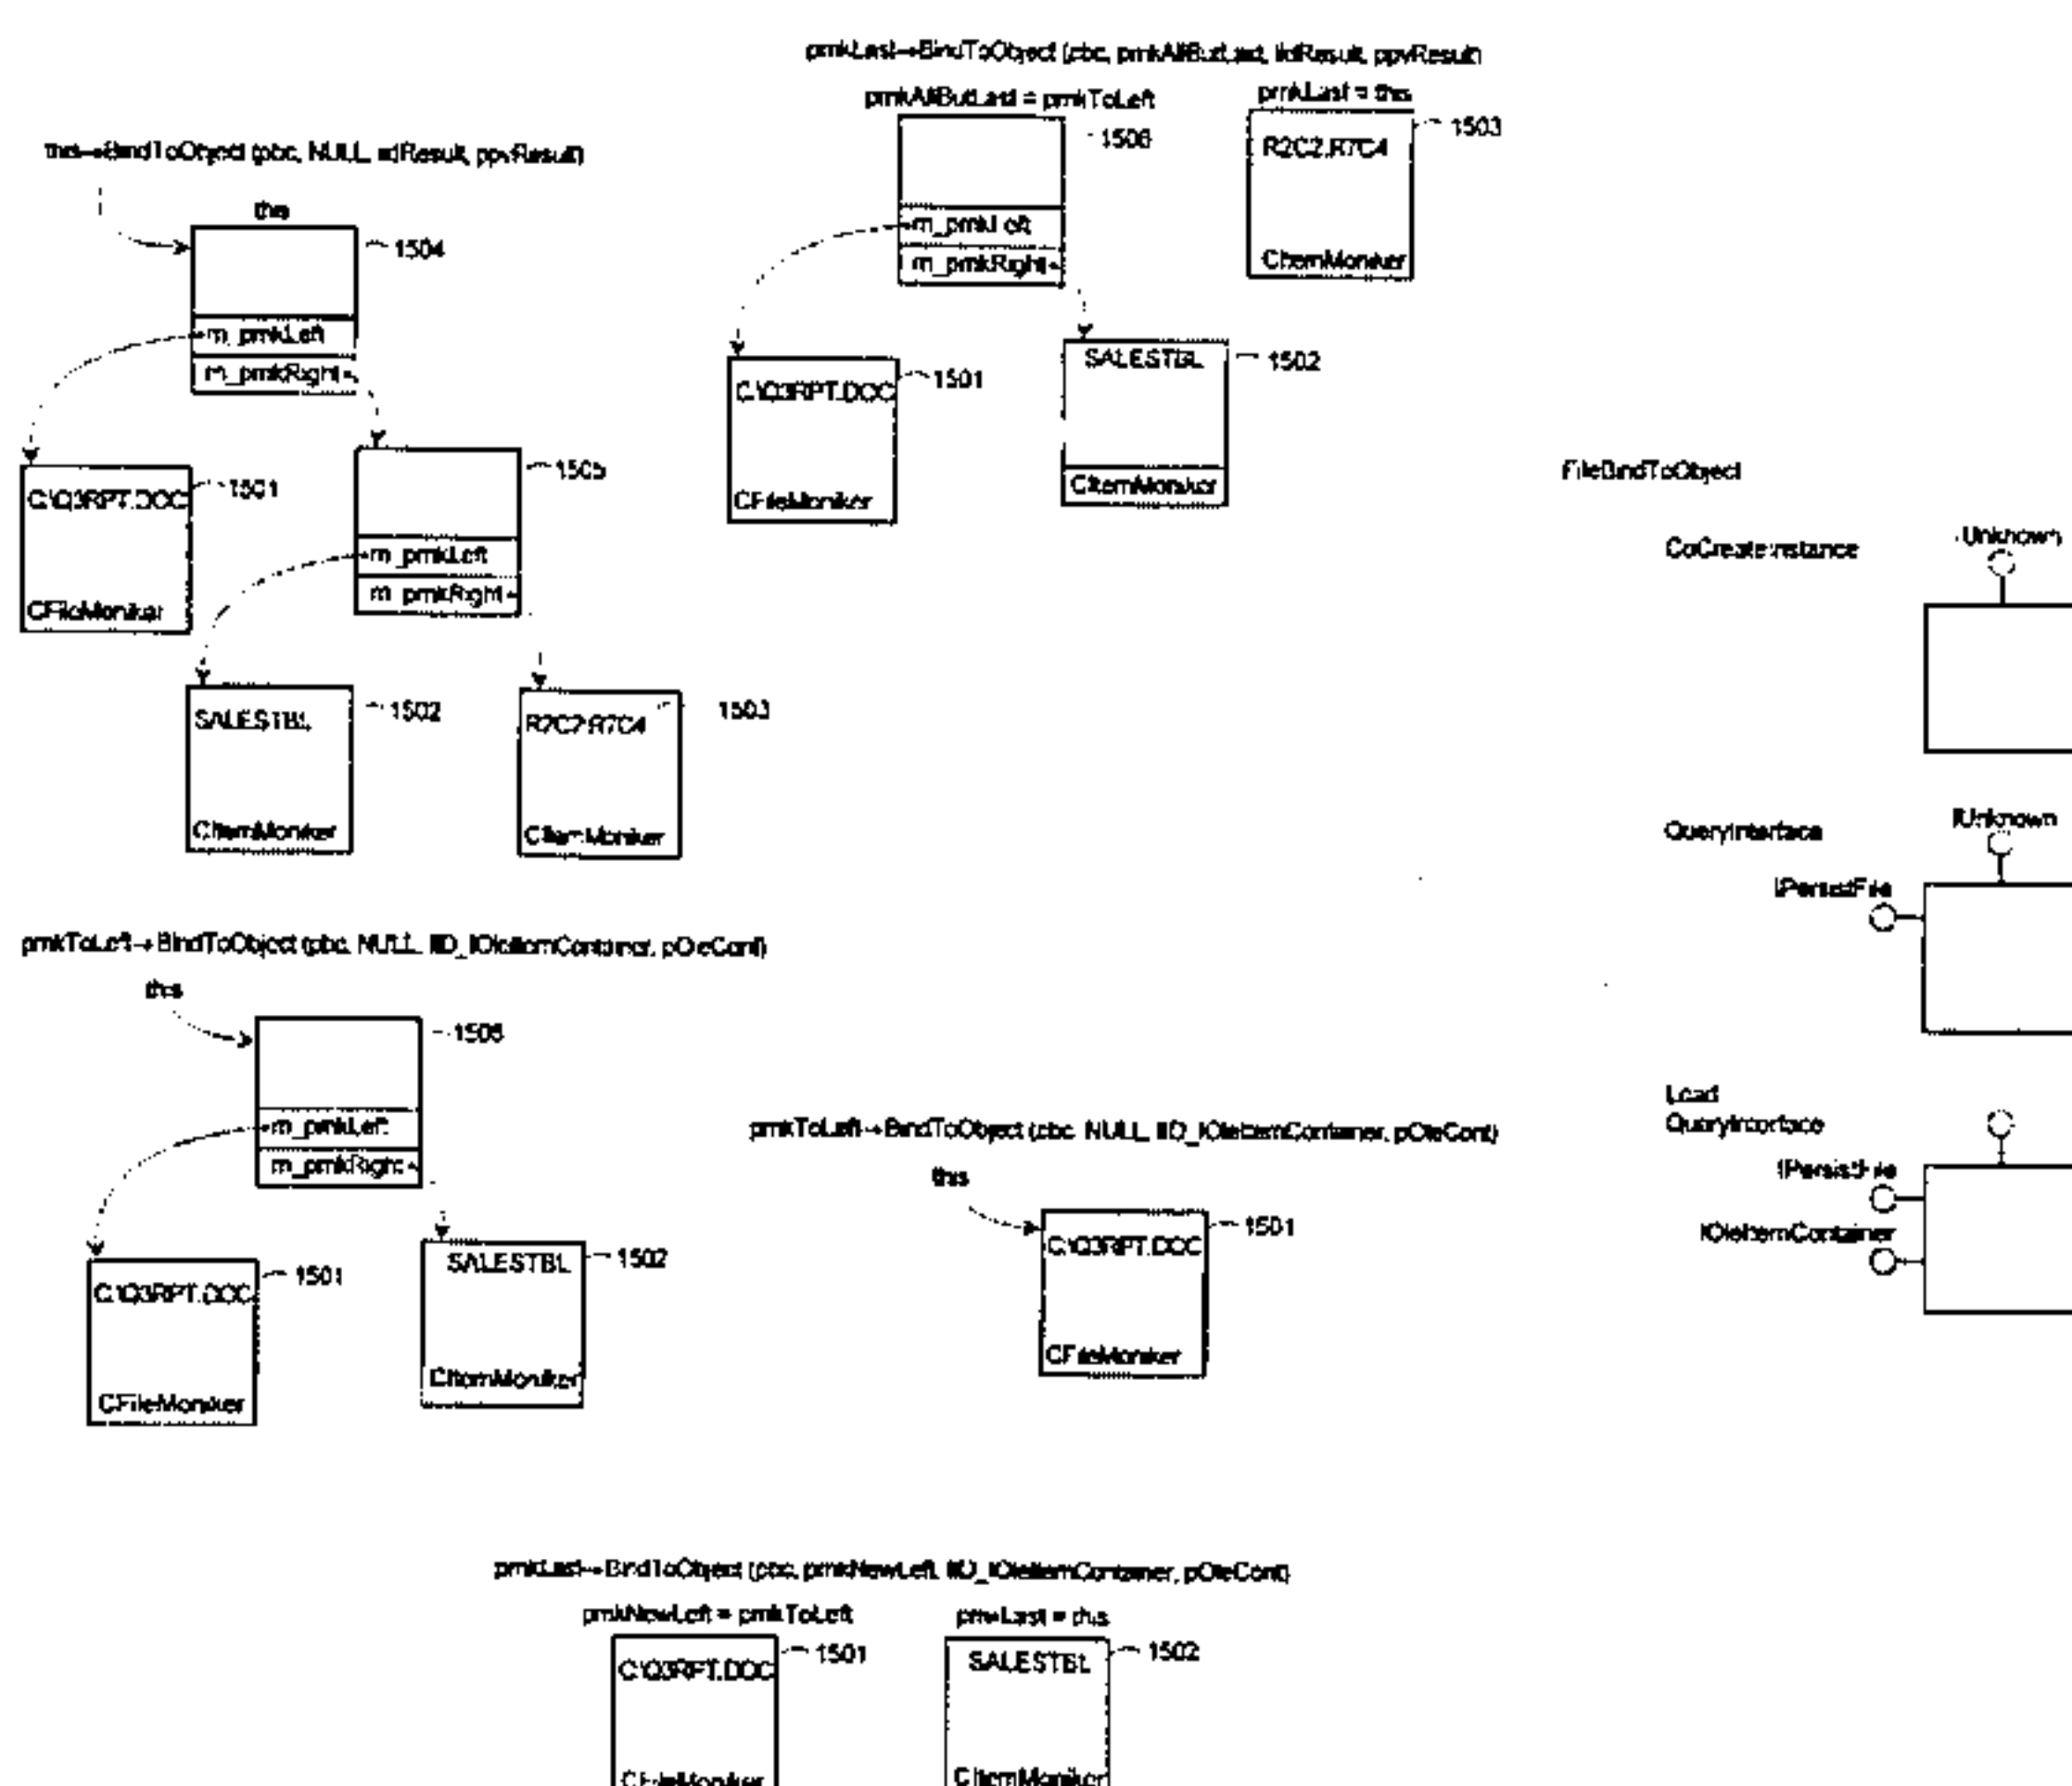 pmkLast→BindToObject (pbc, pmkAllButLast, iidResult, ppvResult)
pmkAllButLast = pmkToLeft
pmkLast = this
1506
1503
R2C2:R7C4
m_pmkLeft
m_pmkRight
CItemMoniker
1501
C:\Q3RPT.DOC
CFileMoniker
1502
SALESTBL
CItemMoniker
this→BindToObject (pbc, NULL, iidResult, ppvResult)
this
1504
m_pmkLeft
m_pmkRight
1501
C:\Q3RPT.DOC
CFileMoniker
1505
m_pmkLeft
m_pmkRight
SALESTBL
1502
CItemMoniker
R2C2:R7C4
1503
CItemMoniker
pmkToLeft→BindToObject (pbc, NULL, IID_IOleItemContainer, pOleCont)
this
1506
m_pmkLeft
m_pmkRight
1501
C:\Q3RPT.DOC
CFileMoniker
SALESTBL
1502
CItemMoniker
pmkToLeft→BindToObject (pbc, NULL, IID_IOleItemContainer, pOleCont)
this
1501
C:\Q3RPT.DOC
CFileMoniker
pmkLast→BindToObject (pbc, pmkNewLeft, IID_IOleItemContainer, pOleCont)
pmkNewLeft = pmkToLeft
pmkLast = this
1501
C:\Q3RPT.DOC
CFileMoniker
1502
SALESTBL
CItemMoniker
FileBindToObject
CoCreateInstance
IUnknown
QueryInterface
IUnknown
IPersistFile
Load
QueryInterface
IPersistFile
IOleItemContainer